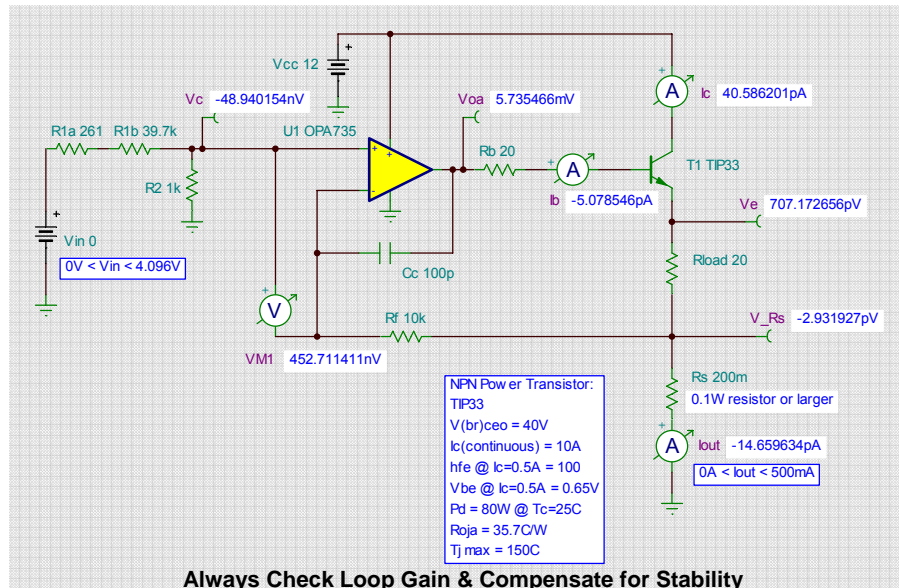 Vcc 12
+
Vc -48.940154nV
Voa 5.735466mV
+
A
Ic 40.586201pA
R1a 261
R1b 39.7k
U1 OPA735
+
+
-
Rb 20
+
A
Ib -5.078546pA
T1 TIP33
R2 1k
Ve 707.172656pV
+
Vin 0
0V < Vin < 4.096V
Cc 100p
Rload 20
+
V
VM1 452.711411nV
Rf 10k
V_Rs -2.931927pV
Rs 200m
0.1W resistor or larger
+
A
Iout -14.659634pA
0A < Iout < 500mA
NPN Power Transistor:
TIP33
V(br)ceo = 40V
Ic(continuous) = 10A
hfe @ Ic=0.5A = 100
Vbe @ Ic=0.5A = 0.65V
Pd = 80W @ Tc=25C
Roja = 35.7C/W
Tj max = 150C
Always Check Loop Gain & Compensate for Stability